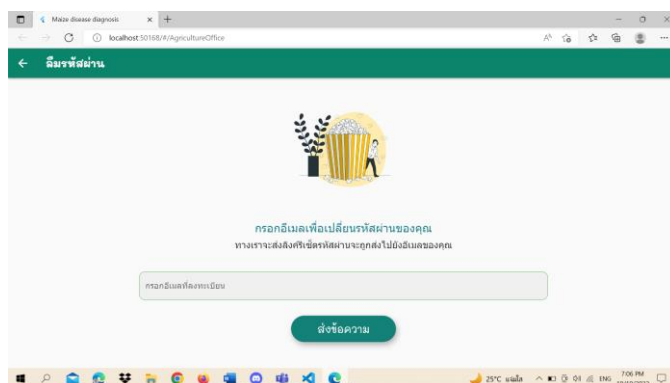 Maize disease diagnosis
localhost:50168/#/AgricultureOffice
ลืมรหัสผ่าน
กรอกอีเมลเพื่อเปลี่ยนรหัสผ่านของคุณ
ทางเราจะส่งลิงค์รีเซ็ตรหัสผ่านจะถูกส่งไปยังอีเมลของคุณ
กรอกอีเมลที่ลงทะเบียน
ส่งข้อความ
25°C
ENG
7:06 PM